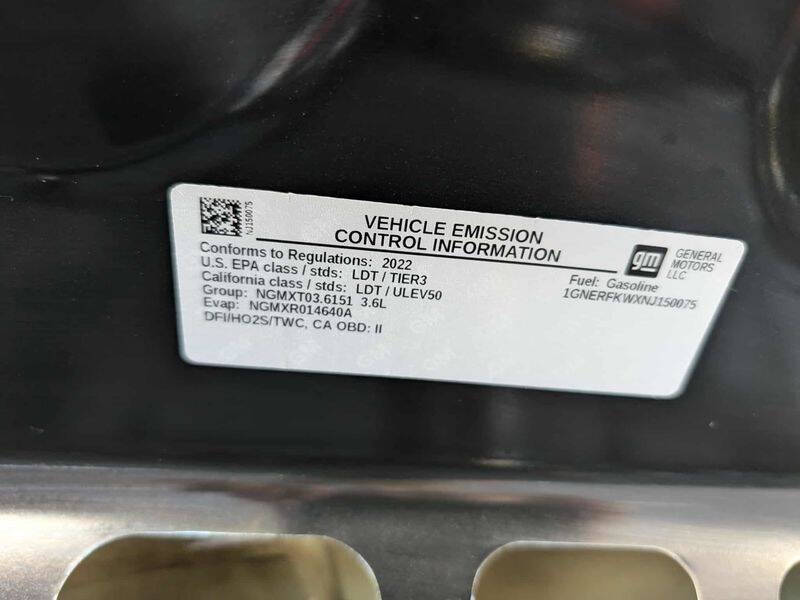 NJ150075
VEHICLE EMISSION
CONTROL INFORMATION
Conforms to Regulations: 2022
U.S. EPA class / stds: LDT / TIER3
California class / stds: LDT / ULEV50
Group: NGMXT03.6151 3.6L
Evap: NGMXR014640A
DFI/HO2S/TWC, CA OBD: II
gm
GENERAL
MOTORS
LLC
Fuel: Gasoline
1GNERFKWXNJ150075